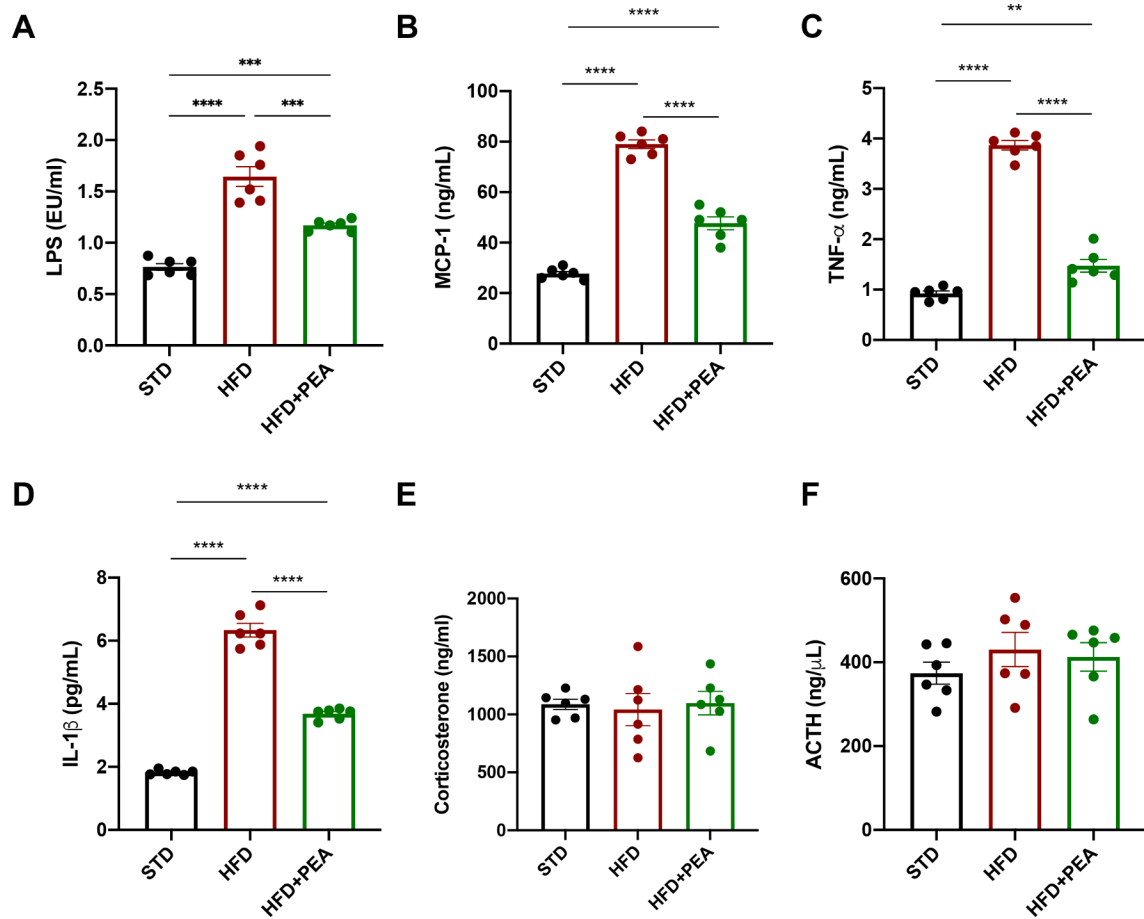 A
***
**** ***
LPS (EU/ml)
2.5
2.0
1.5
1.0
0.5
0.0
STD
HFD
HFD+PEA
B
****
****
****
MCP-1 (ng/mL)
100
80
60
40
20
0
STD
HFD
HFD+PEA
C
**
****
****
TNF-α (ng/mL)
5
4
3
2
1
0
STD
HFD
HFD+PEA
D
****
****
****
IL-1β (pg/mL)
8
6
4
2
0
STD
HFD
HFD+PEA
E
Corticosterone (ng/ml)
2000
1500
1000
500
0
STD
HFD
HFD+PEA
F
ACTH (ng/μL)
600
400
200
0
STD
HFD
HFD+PEA